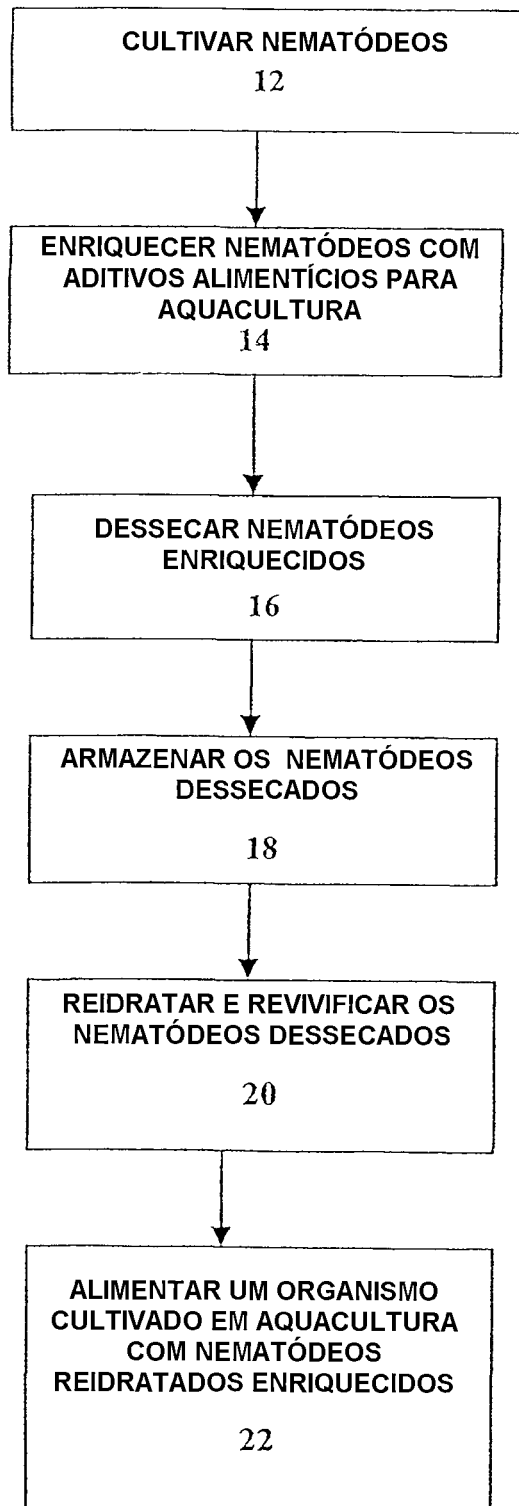 CULTIVAR NEMATÓDEOS
12
ENRIQUECER NEMATÓDEOS COM
ADITIVOS ALIMENTÍCIOS PARA
AQUACULTURA
14
DESSECAR NEMATÓDEOS
ENRIQUECIDOS
16
ARMAZENAR OS NEMATÓDEOS
DESSECADOS
18
REIDRATAR E REVIVIFICAR OS
NEMATÓDEOS DESSECADOS
20
ALIMENTAR UM ORGANISMO
CULTIVADO EM AQUACULTURA
COM NEMATÓDEOS
REIDRATADOS ENRIQUECIDOS
22